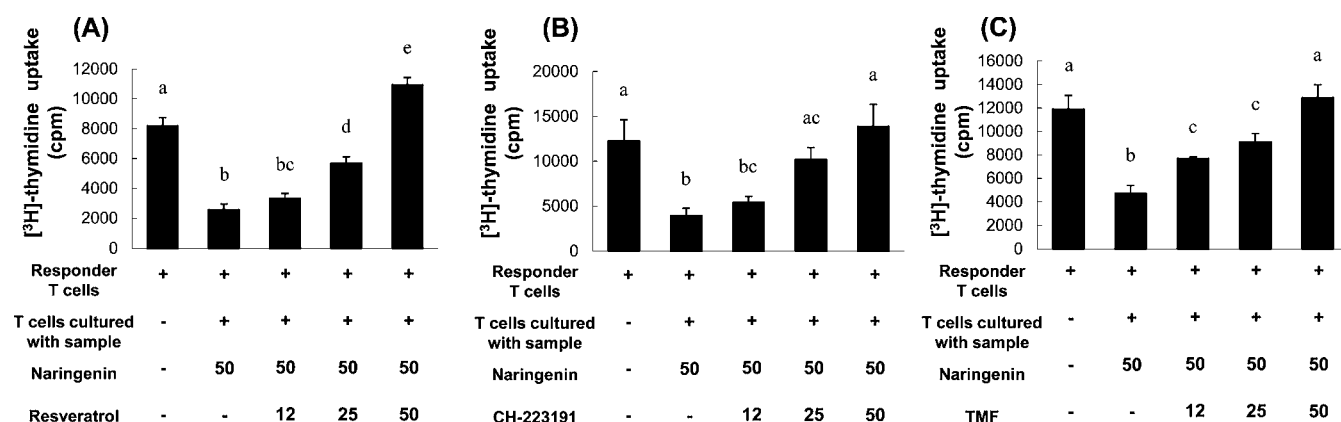 (A)
[³H]-thymidine uptake
(cpm)
12000
10000
8000
6000
4000
2000
0
a
b
bc
d
e
Responder
T cells
+ + + + +
T cells cultured
with sample
- + + + +
Naringenin
- 50 50 50 50
Resveratrol
- - 12 25 50
(B)
[³H]-thymidine uptake
(cpm)
20000
15000
10000
5000
0
a
b
bc
ac
a
Responder
T cells
+ + + + +
T cells cultured
with sample
- + + + +
Naringenin
- 50 50 50 50
CH-223191
- - 12 25 50
(C)
[³H]-thymidine uptake
(cpm)
16000
14000
12000
10000
8000
6000
4000
2000
0
a
b
c
c
a
Responder
T cells
+ + + + +
T cells cultured
with sample
- + + + +
Naringenin
- 50 50 50 50
TMF
- - 12 25 50